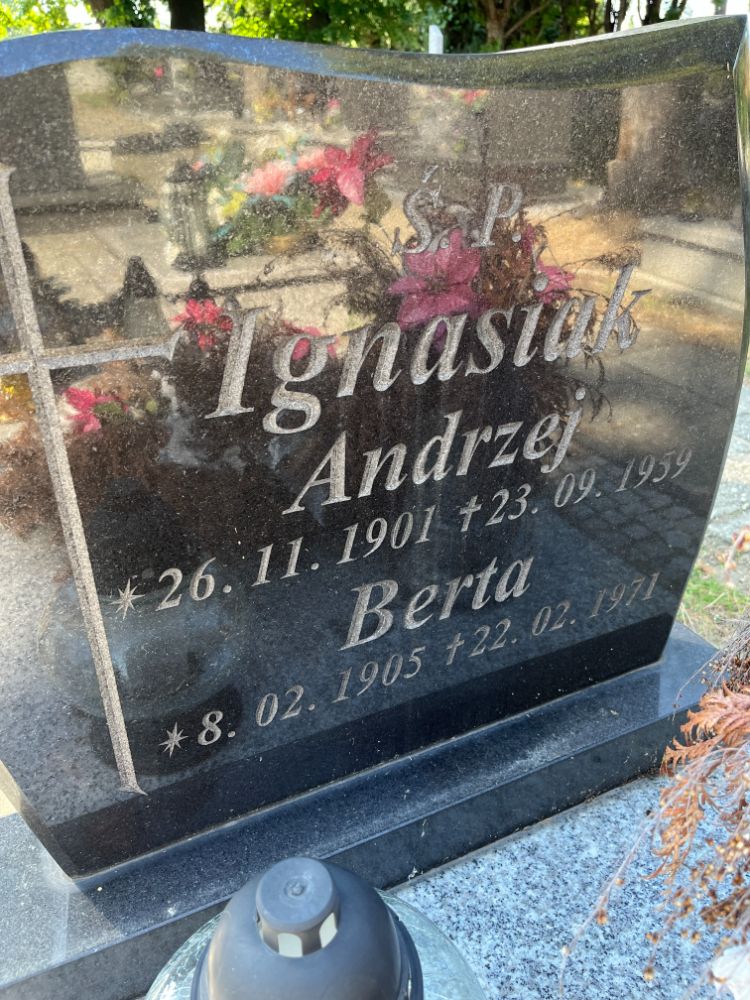 Ś. P.
Ignasiak
Andrzej
* 26. 11. 1901 † 23. 09. 1959
Berta
* 8. 02. 1905 † 22. 02. 1971